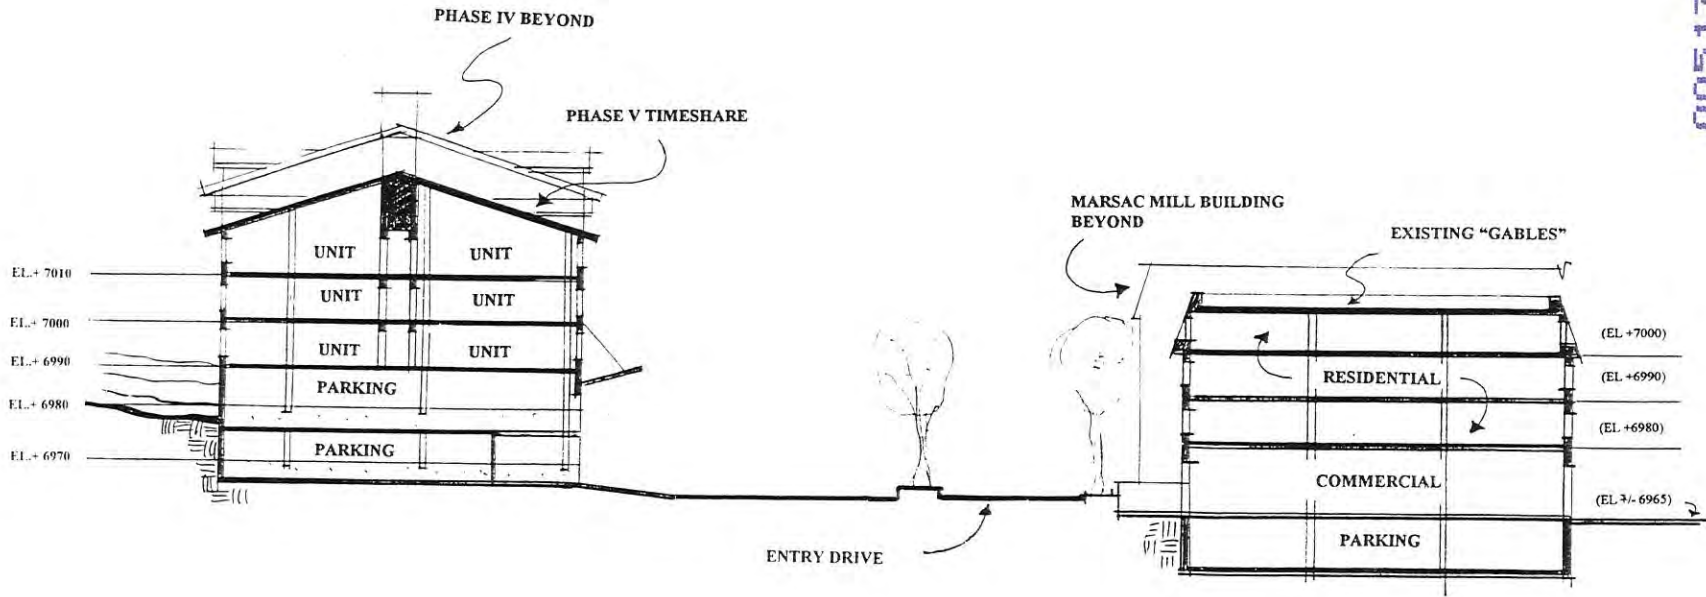 PHASE IV BEYOND
PHASE V TIMESHARE
MARSAC MILL BUILDING
BEYOND
EXISTING “GABLES”
UNIT UNIT
EL.+ 7010
UNIT UNIT
EL.+ 7000
UNIT UNIT
EL.+ 6990
PARKING
EL.+ 6980
PARKING
EL.+ 6970
ENTRY DRIVE
(EL +7000)
RESIDENTIAL
(EL +6990)
(EL +6980)
COMMERCIAL
(EL +/- 6965)
PARKING